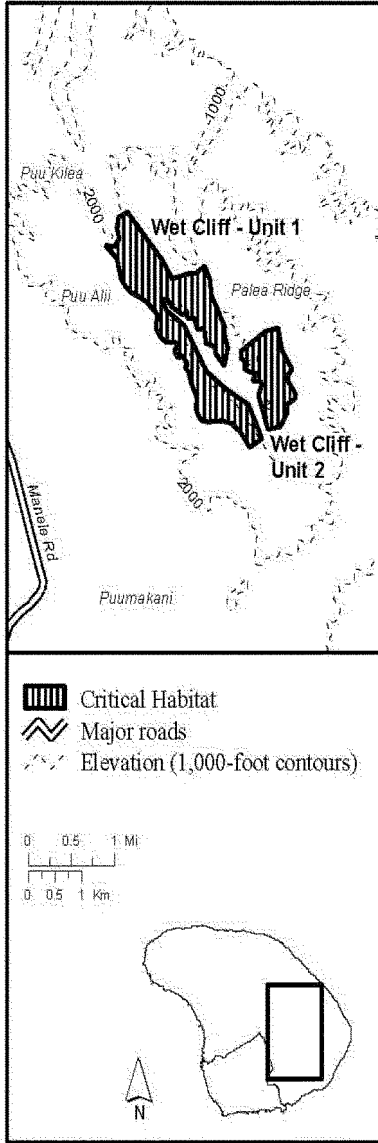 1000
Puu Kilea
2000
Wet Cliff - Unit 1
Puu Alii
Palea Ridge
Wet Cliff -
Unit 2
2000
Manele Rd
Puumakani
Critical Habitat
Major roads
Elevation (1,000-foot contours)
0 0.5 1 Mi
0 0.5 1 Km
N